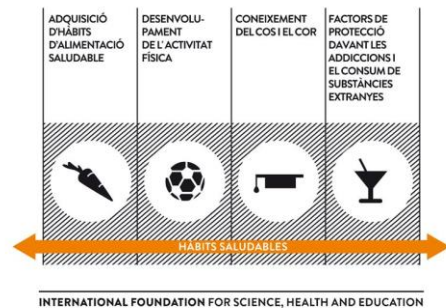 ADQUISICIÓ
D'HÀBITS
D'ALIMENTACIÓ
SALUDABLE
DESENVOLU-
PAMENT
DE L'ACTIVITAT
FÍSICA
CONEIXEMENT
DEL COS I EL COR
FACTORS DE
PROTECCIÓ
DAVANT LES
ADDICCIONS I
EL CONSUM DE
SUBSTÀNCIES
EXTRANYES
HÀBITS SALUDABLES
INTERNATIONAL FOUNDATION FOR SCIENCE, HEALTH AND EDUCATION